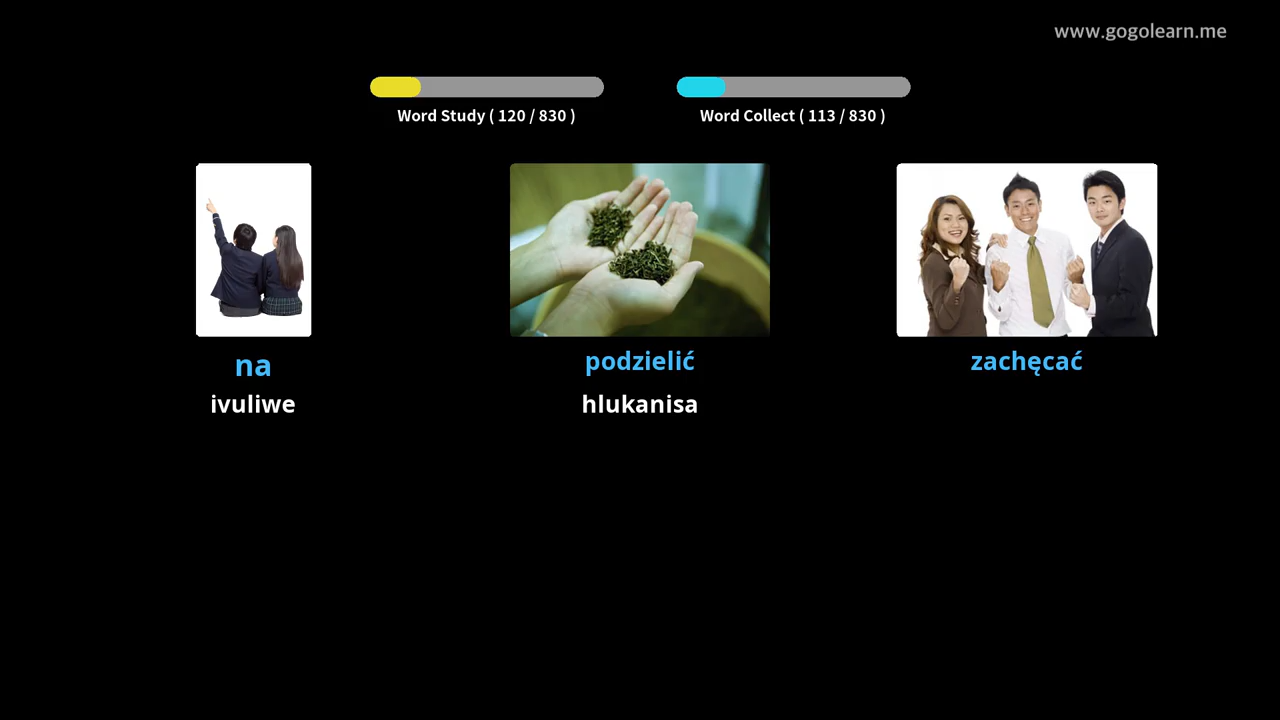 www.gogolearn.me
Word Study ( 120 / 830 )
Word Collect ( 113 / 830 )
na
ivuliwe
podzielić
hlukanisa
zachęcać